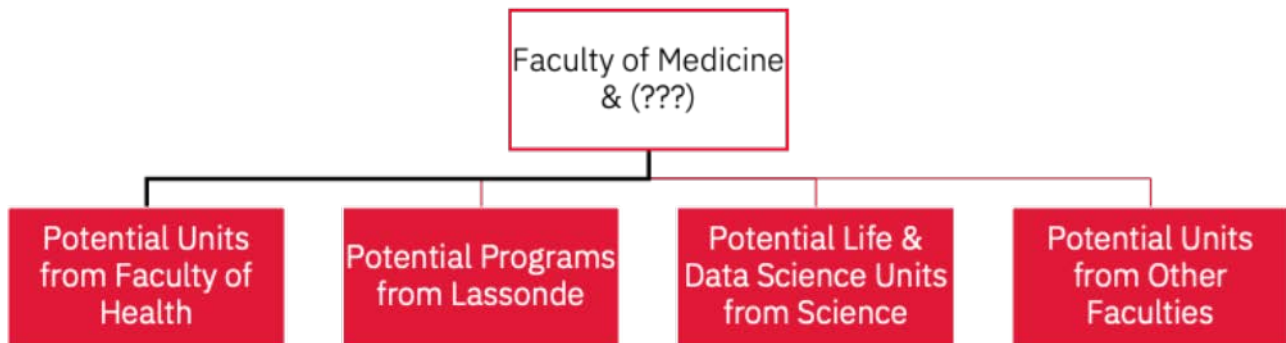 Faculty of Medicine
& (???)
Potential Units
from Faculty of
Health
Potential Programs
from Lassonde
Potential Life &
Data Science Units
from Science
Potential Units
from Other
Faculties